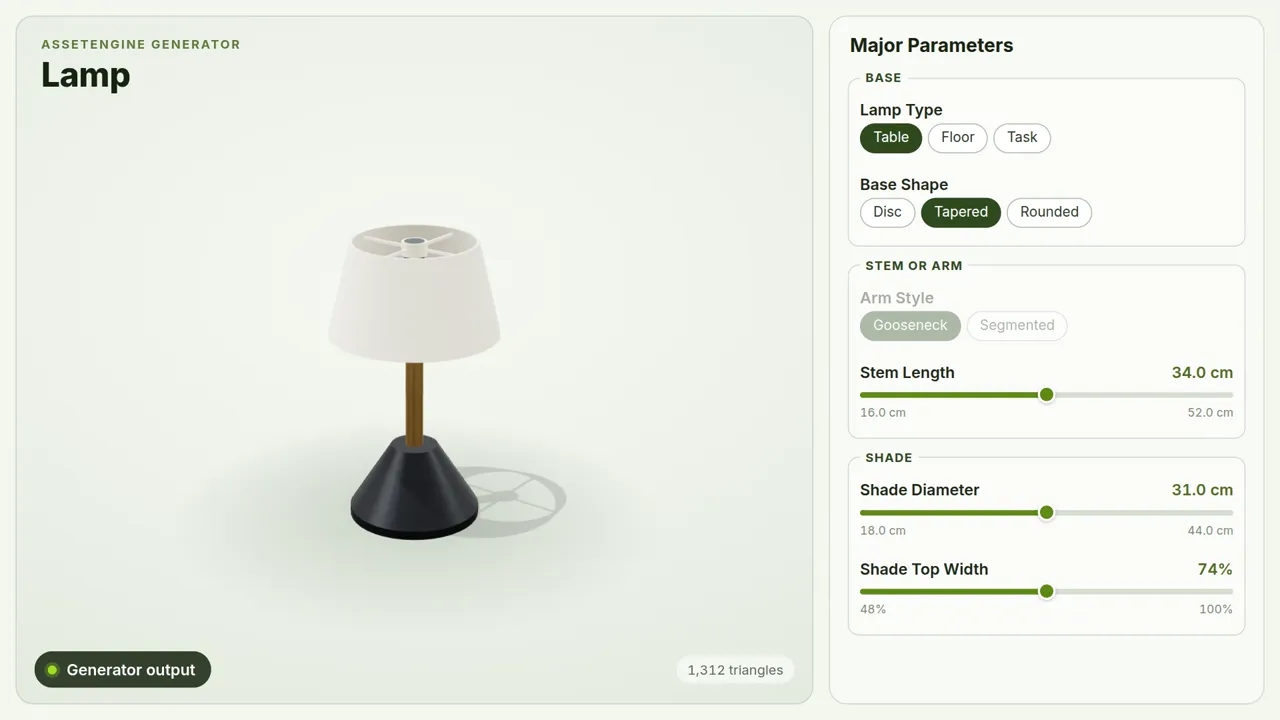 ASSETENGINE GENERATOR
Lamp
Generator output
1,312 triangles
Major Parameters
BASE
Lamp Type
Table Floor Task
Base Shape
Disc Tapered Rounded
STEM OR ARM
Arm Style
Gooseneck Segmented
Stem Length 34.0 cm
16.0 cm 52.0 cm
SHADE
Shade Diameter 31.0 cm
18.0 cm 44.0 cm
Shade Top Width 74%
48% 100%